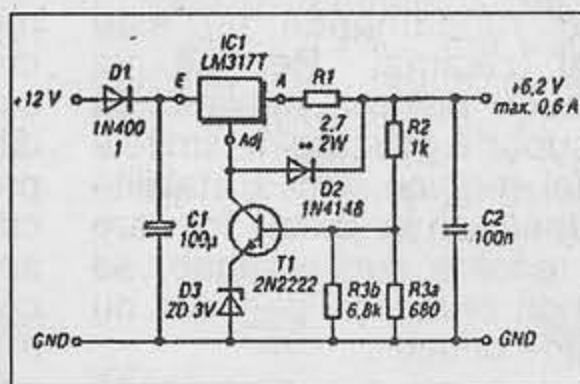 IC1
LM317T
D1
E
A
R1
+12 V
+6,2 V
max. 0,6 A
1N400
1
Adj
2,7
2W
R2
1k
D2
1N4148
C1
100µ
T1
2N2222
C2
100n
D3
ZD 3V
R3b
6,8k
R3a
680
GND
GND